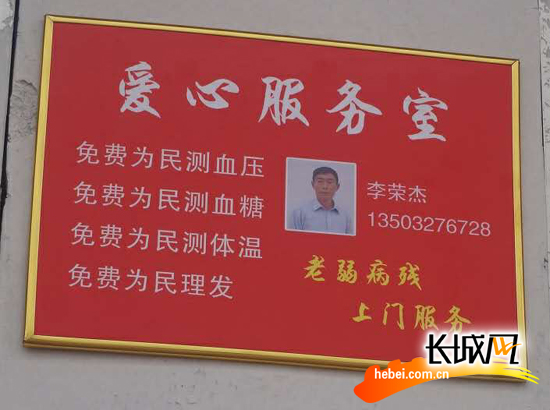 爱心服务室
免费为民测血压
免费为民测血糖
免费为民测体温
免费为民理发
李荣杰
13503276728
老弱病残
上门服务
长城网
hebei.com.cn